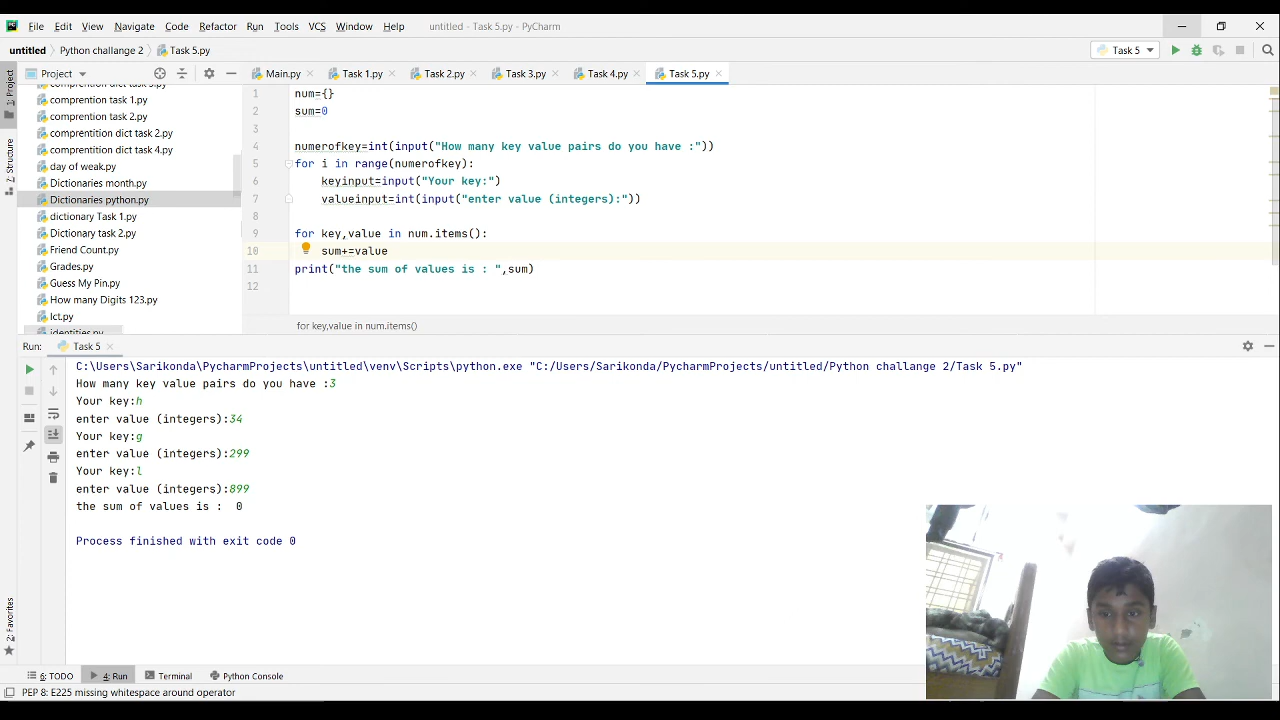 File Edit View Navigate Code Refactor Run Tools VCS Window Help untitled - Task 5.py - PyCharm
untitled Python challange 2 Task 5.py Task 5
Project Main.py Task 1.py Task 2.py Task 3.py Task 4.py Task 5.py
1: Project
Structure
2: Favorites
comprention task 1.py
comprention task 2.py
comprentition dict task 2.py
comprentition dict task 4.py
day of weak.py
Dictionaries month.py
Dictionaries python.py
dictionary Task 1.py
Dictionary task 2.py
Friend Count.py
Grades.py
Guess My Pin.py
How many Digits 123.py
lct.py
identities.py
1 num={}
2 sum=0
3
4 numerofkey=int(input("How many key value pairs do you have :"))
5 for i in range(numerofkey):
6 keyinput=input("Your key:")
7 valueinput=int(input("enter value (integers):"))
8
9 for key,value in num.items():
10 sum+=value
11 print("the sum of values is : ",sum)
12
for key,value in num.items()
Run: Task 5
C:\Users\Sarikonda\PycharmProjects\untitled\venv\Scripts\python.exe "C:/Users/Sarikonda/PycharmProjects/untitled/Python challange 2/Task 5.py"
How many key value pairs do you have :3
Your key:h
enter value (integers):34
Your key:g
enter value (integers):299
Your key:l
enter value (integers):899
the sum of values is :  0
Process finished with exit code 0
6: TODO 4: Run Terminal Python Console
PEP 8: E225 missing whitespace around operator